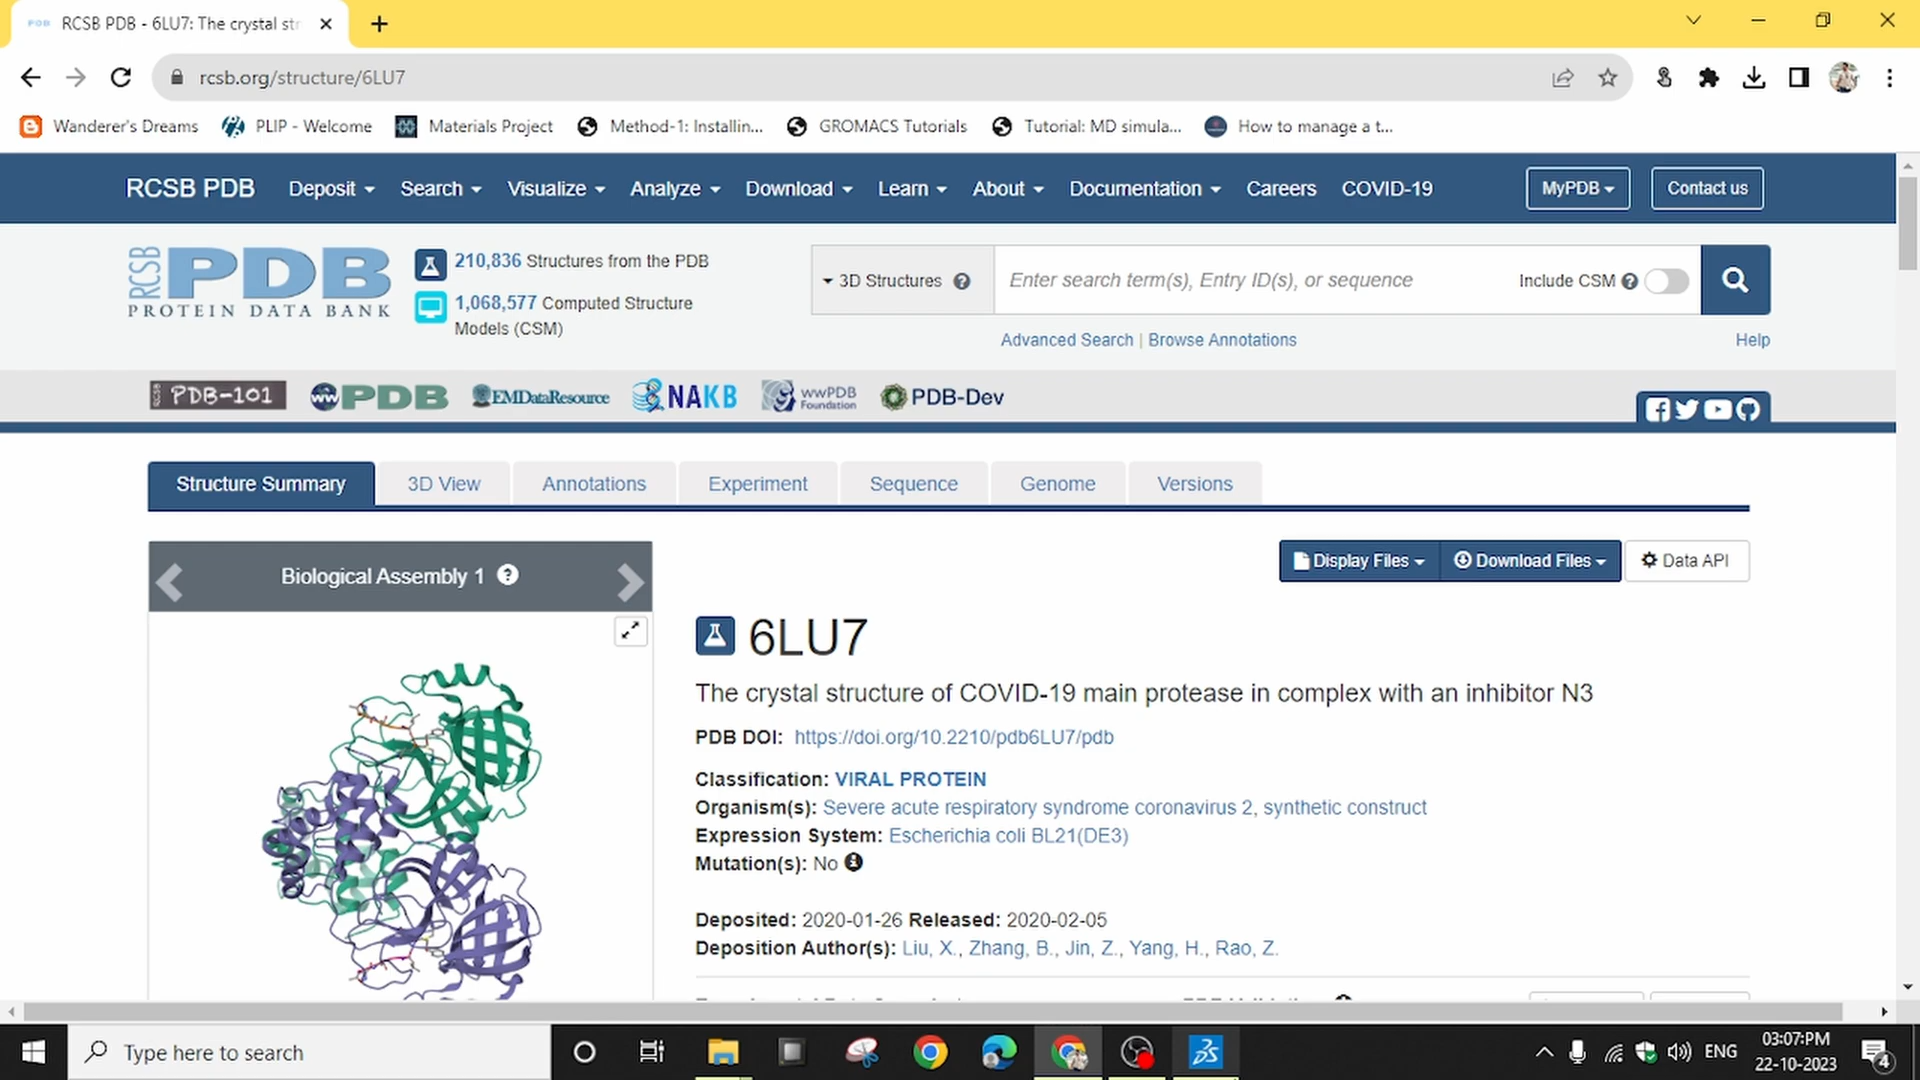 PDB RCSB PDB - 6LU7: The crystal str
rcsb.org/structure/6LU7
Wanderer's Dreams PLIP - Welcome Materials Project Method-1: Installin... GROMACS Tutorials Tutorial: MD simula... How to manage a t...
RCSB PDB Deposit Search Visualize Analyze Download Learn About Documentation Careers COVID-19 MyPDB Contact us
RCSB PDB
PROTEIN DATA BANK
210,836 Structures from the PDB
1,068,577 Computed Structure
Models (CSM)
3D Structures Enter search term(s), Entry ID(s), or sequence Include CSM
Advanced Search | Browse Annotations Help
RCSB PDB-101 wwPDB EMDataResource NAKB wwPDB Foundation PDB-Dev
Structure Summary 3D View Annotations Experiment Sequence Genome Versions
Biological Assembly 1
Display Files Download Files Data API
6LU7
The crystal structure of COVID-19 main protease in complex with an inhibitor N3
PDB DOI: https://doi.org/10.2210/pdb6LU7/pdb
Classification: VIRAL PROTEIN
Organism(s): Severe acute respiratory syndrome coronavirus 2, synthetic construct
Expression System: Escherichia coli BL21(DE3)
Mutation(s): No
Deposited: 2020-01-26 Released: 2020-02-05
Deposition Author(s): Liu, X., Zhang, B., Jin, Z., Yang, H., Rao, Z.
Type here to search
ENG
03:07:PM
22-10-2023
4